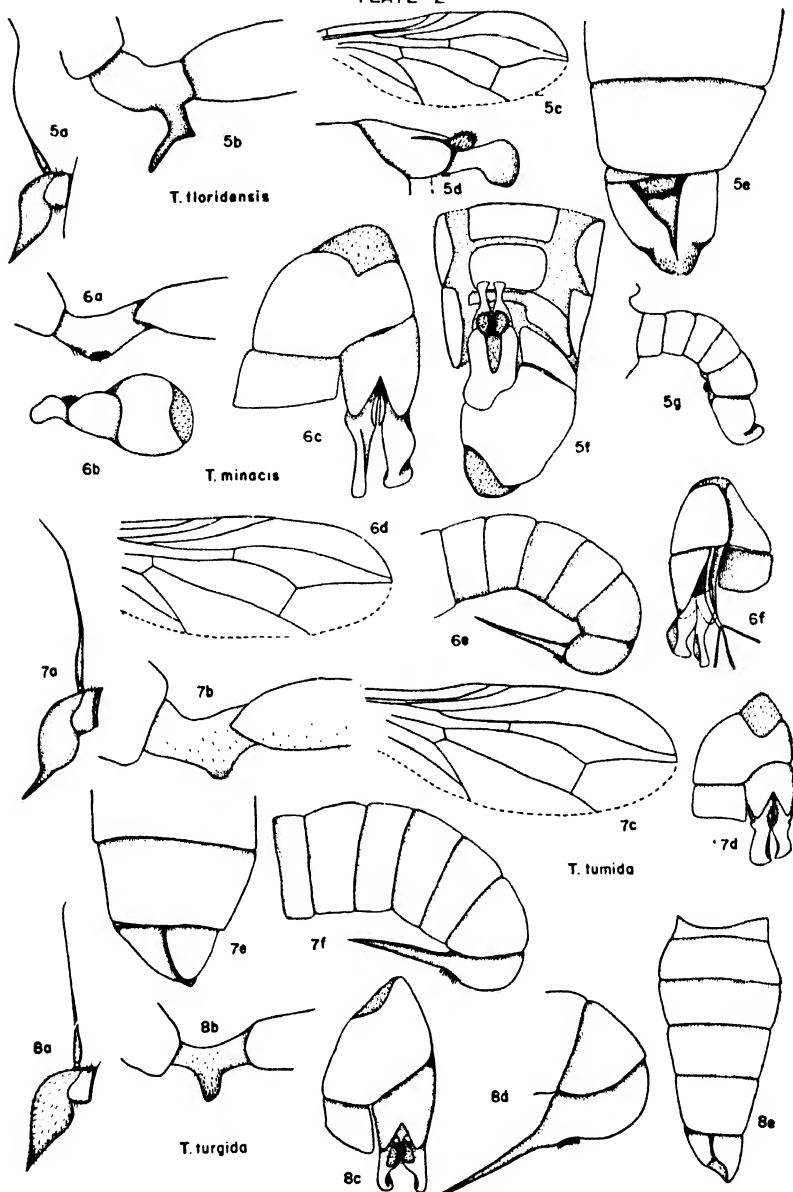 PLATE 2
5a
5b
5c
5d
5e
T. floridensis
6a
6b
6c
5f
5g
T. minacis
6d
6e
6f
7a
7b
7c
7d
T. tumida
7e
7f
8a
8b
8c
8d
8e
T. turgida